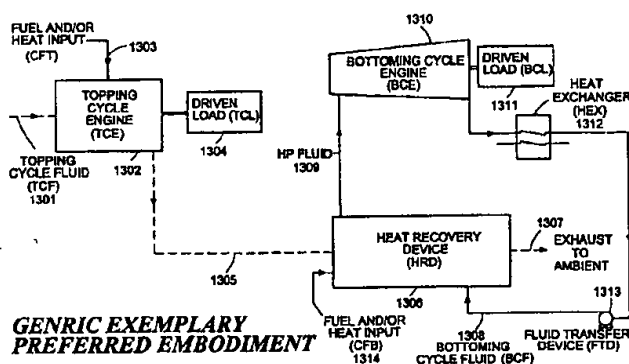 FUEL AND/OR
HEAT INPUT
(CFT)
1303
TOPPING
CYCLE
ENGINE
(TCE)
DRIVEN
LOAD (TCL)
1304
TOPPING
CYCLE FLUID
(TCF)
1301
1302
1310
BOTTOMING CYCLE
ENGINE
(BCE)
DRIVEN
LOAD (BCL)
1311
HEAT
EXCHANGER
(HEX)
1312
HP FLUID
1309
1305
HEAT RECOVERY
DEVICE
(HRD)
1306
1307
EXHAUST
TO
AMBIENT
FUEL AND/OR
HEAT INPUT
(CFB)
1314
1308
BOTTOMING
CYCLE FLUID (BCF)
1313
FLUID TRANSFER
DEVICE (FTD)
GENRIC EXEMPLARY
PREFERRED EMBODIMENT